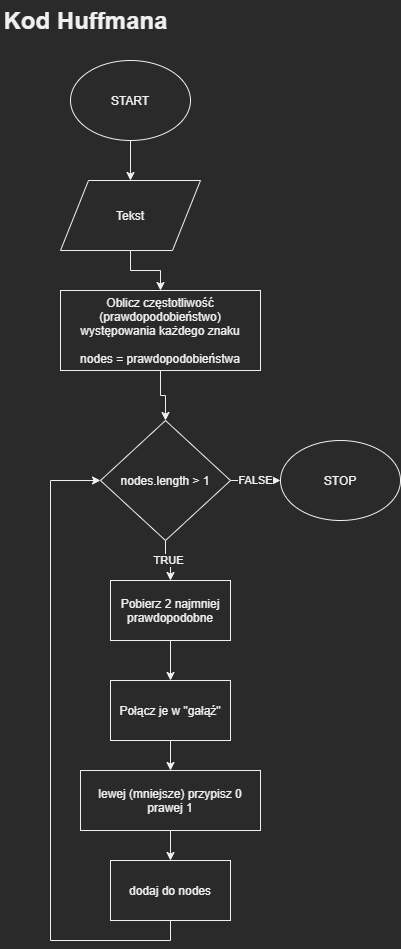 Kod Huffmana
START
Tekst
Oblicz częstotliwość
(prawdopodobieństwo)
występowania każdego znaku
nodes = prawdopodobieństwa
nodes.length > 1
FALSE
STOP
TRUE
Pobierz 2 najmniej
prawdopodobne
Połącz je w "gałąź"
lewej (mniejsze) przypisz 0
prawej 1
dodaj do nodes